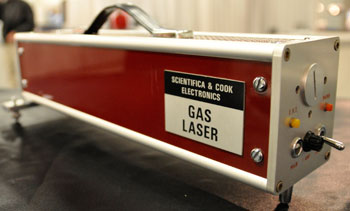 SCIENTIFICA & COOK
ELECTRONICS
GAS
LASER